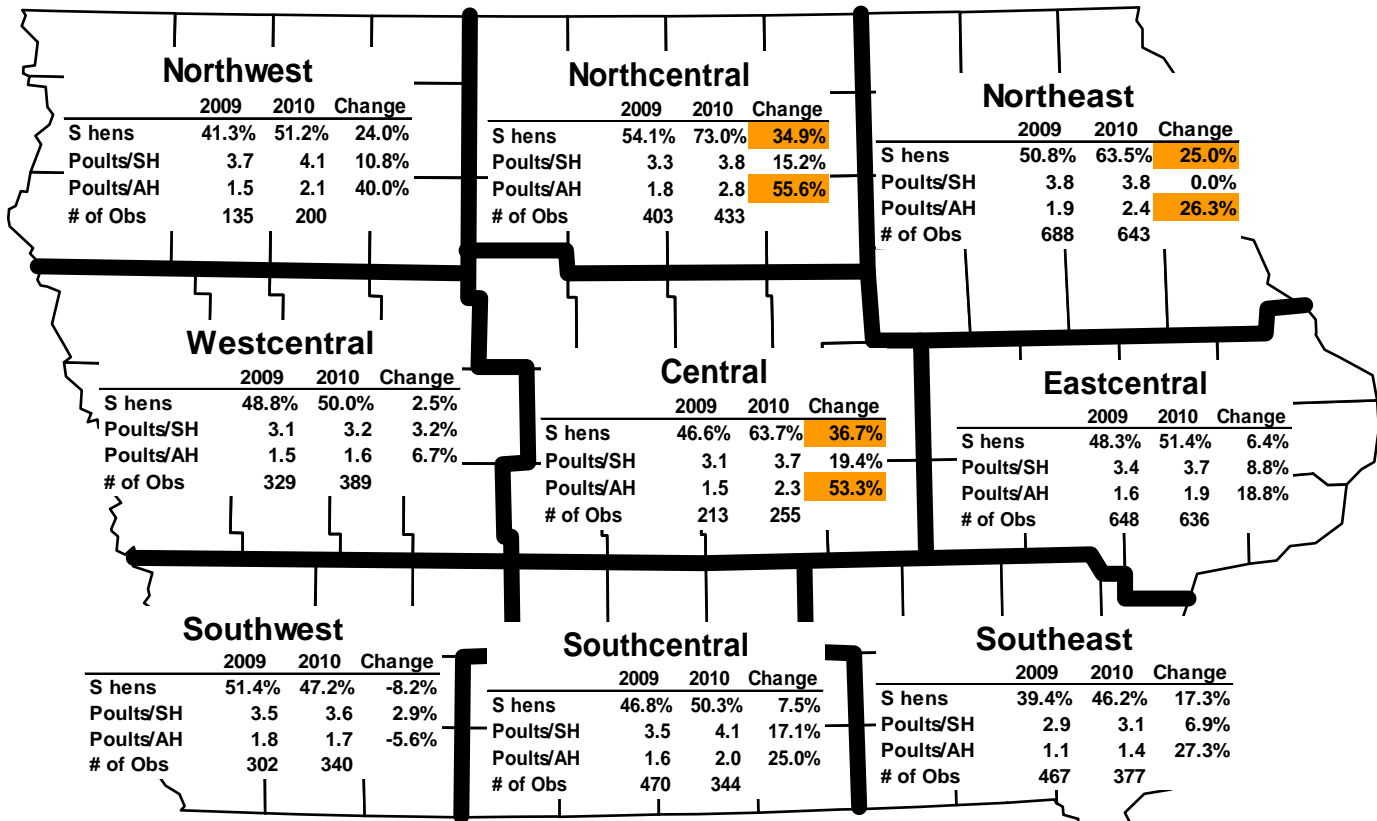 Northwest
2009 2010 Change
S hens 41.3% 51.2% 24.0%
Poults/SH 3.7 4.1 10.8%
Poults/AH 1.5 2.1 40.0%
# of Obs 135 200
Northcentral
2009 2010 Change
S hens 54.1% 73.0% 34.9%
Poults/SH 3.3 3.8 15.2%
Poults/AH 1.8 2.8 55.6%
# of Obs 403 433
Northeast
2009 2010 Change
S hens 50.8% 63.5% 25.0%
Poults/SH 3.8 3.8 0.0%
Poults/AH 1.9 2.4 26.3%
# of Obs 688 643
Westcentral
2009 2010 Change
S hens 48.8% 50.0% 2.5%
Poults/SH 3.1 3.2 3.2%
Poults/AH 1.5 1.6 6.7%
# of Obs 329 389
Central
2009 2010 Change
S hens 46.6% 63.7% 36.7%
Poults/SH 3.1 3.7 19.4%
Poults/AH 1.5 2.3 53.3%
# of Obs 213 255
Eastcentral
2009 2010 Change
S hens 48.3% 51.4% 6.4%
Poults/SH 3.4 3.7 8.8%
Poults/AH 1.6 1.9 18.8%
# of Obs 648 636
Southwest
2009 2010 Change
S hens 51.4% 47.2% -8.2%
Poults/SH 3.5 3.6 2.9%
Poults/AH 1.8 1.7 -5.6%
# of Obs 302 340
Southcentral
2009 2010 Change
S hens 46.8% 50.3% 7.5%
Poults/SH 3.5 4.1 17.1%
Poults/AH 1.6 2.0 25.0%
# of Obs 470 344
Southeast
2009 2010 Change
S hens 39.4% 46.2% 17.3%
Poults/SH 2.9 3.1 6.9%
Poults/AH 1.1 1.4 27.3%
# of Obs 467 377